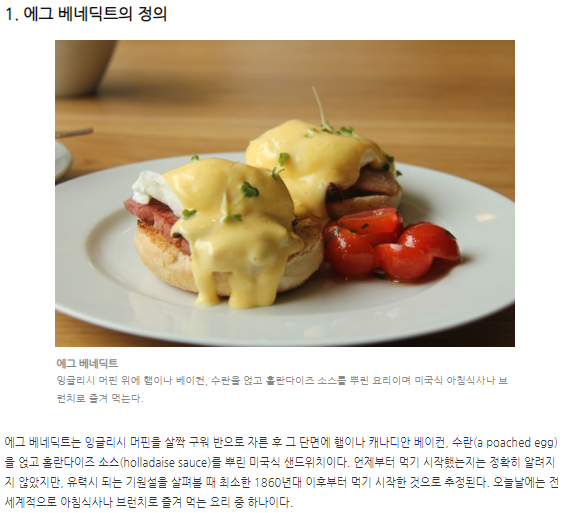 1. 에그 베네딕트의 정의
에그 베네딕트
잉글리시 머핀 위에 햄이나 베이컨, 수란을 얹고 홀란다이즈 소스를 뿌린 요리이며 미국식 아침식사나 브
런치로 즐겨 먹는다.
에그 베네딕트는 잉글리시 머핀을 살짝 구워 반으로 자른 후 그 단면에 햄이나 캐나디안 베이컨, 수란(a poached egg)
을 얹고 홀란다이즈 소스(holladaise sauce)를 뿌린 미국식 샌드위치이다. 언제부터 먹기 시작했는지는 정확히 알려지
지 않았지만, 유력시 되는 기원설을 살펴볼 때 최소한 1860년대 이후부터 먹기 시작한 것으로 추정된다. 오늘날에는 전
세계적으로 아침식사나 브런치로 즐겨 먹는 요리 중 하나이다.